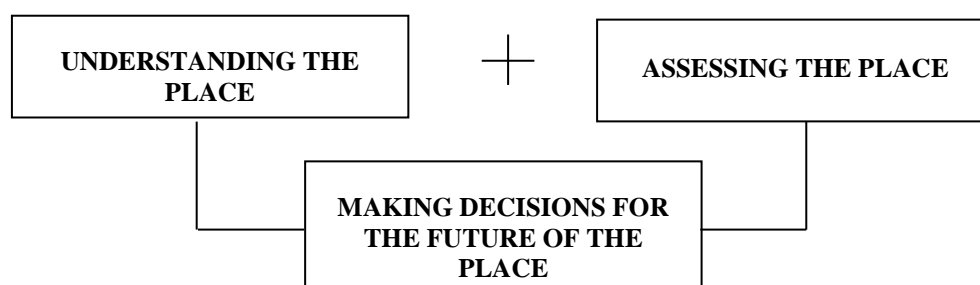 UNDERSTANDING THE
PLACE
+
ASSESSING THE PLACE
MAKING DECISIONS FOR
THE FUTURE OF THE
PLACE